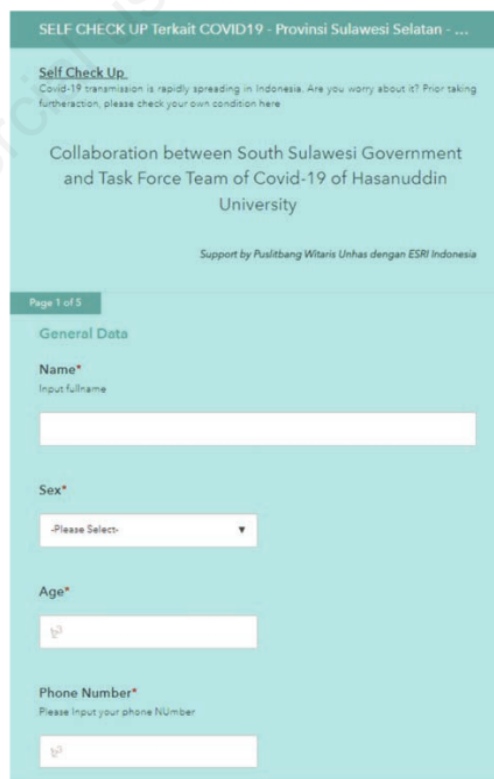 SELF CHECK UP Terkait COVID19 - Provinsi Sulawesi Selatan - ...
Self Check Up
Covid-19 transmission is rapidly spreading in Indonesia. Are you worry about it? Prior taking
furtheraction, please check your own condition here
Collaboration between South Sulawesi Government
and Task Force Team of Covid-19 of Hasanuddin
University
Support by Puslitbang Witaris Unhas dengan ESRI Indonesia
Page 1 of 5
General Data
Name*
Input fullname
Sex*
-Please Select-
Age*
Phone Number*
Please Input your phone NUmber